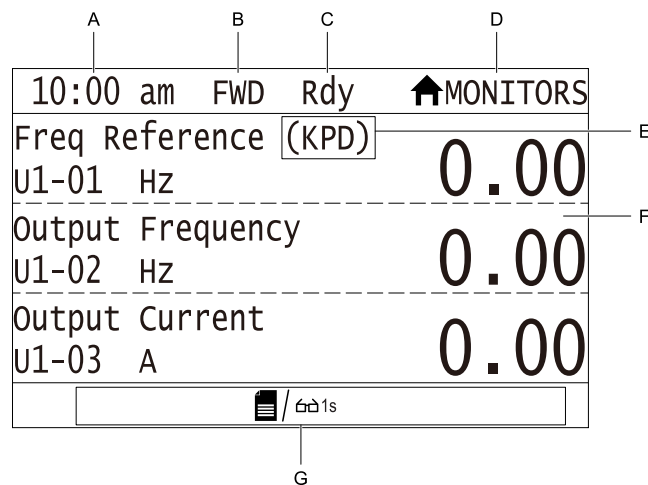 A B C D
10:00 am FWD Rdy MONITORS
Freq Reference (KPD) 0.00 E
U1-01 Hz
F
Output Frequency 0.00
U1-02 Hz
Output Current 0.00
U1-03 A
/ 1s
G